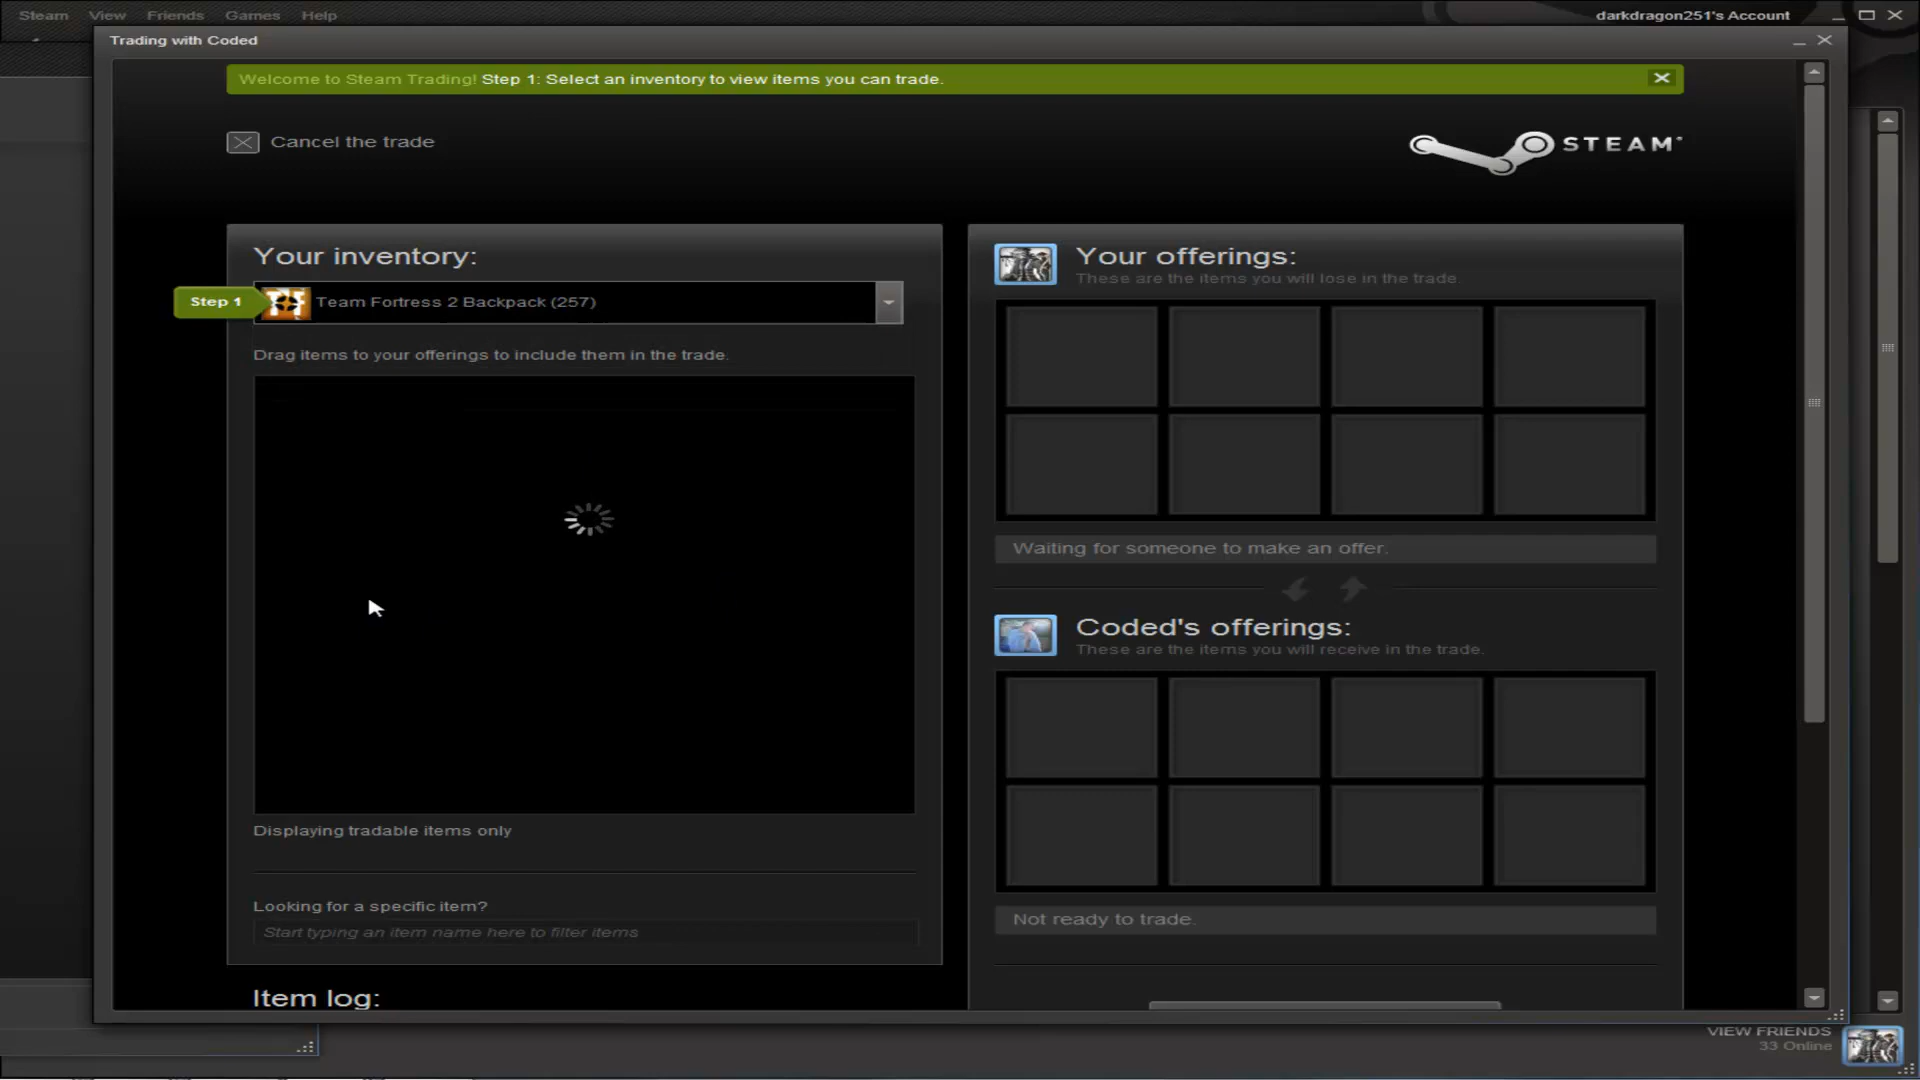 Steam View Friends Games Help
darkdragon251's Account
Trading with Coded
Welcome to Steam Trading! Step 1: Select an inventory to view items you can trade.
Cancel the trade
STEAM
Your inventory:
Step 1
Team Fortress 2 Backpack (257)
Drag items to your offerings to include them in the trade.
Displaying tradable items only
Looking for a specific item?
Start typing an item name here to filter items
Item log:
Your offerings:
These are the items you will lose in the trade.
Waiting for someone to make an offer.
Coded's offerings:
These are the items you will receive in the trade.
Not ready to trade.
VIEW FRIENDS
33 Online